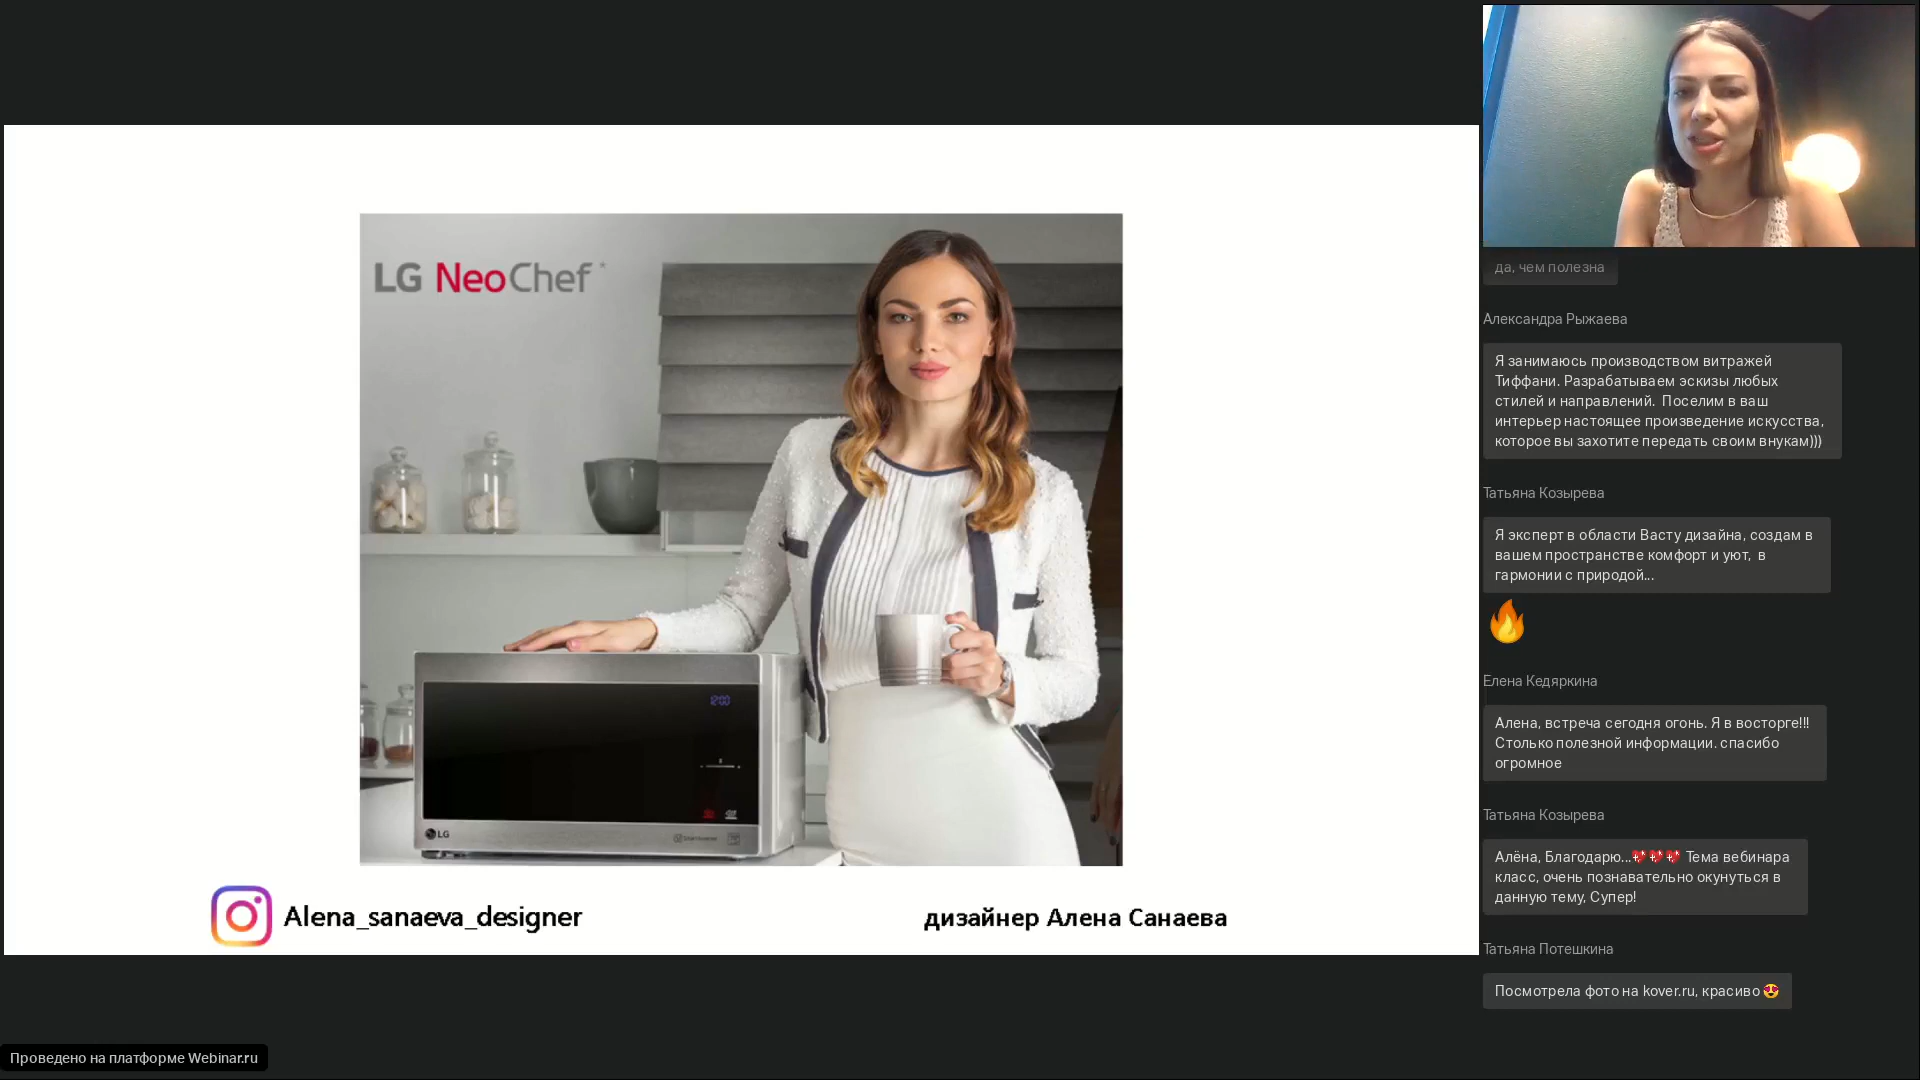 LG NeoChef
12:00
LG
Alena_sanaeva_designer
дизайнер Алена Санаева
да, чем полезна
Александра Рыжаева
Я занимаюсь производством витражей
Тиффани. Разрабатываем эскизы любых
стилей и направлений. Поселим в ваш
интерьер настоящее произведение искусства,
которое вы захотите передать своим внукам)))
Татьяна Козырева
Я эксперт в области Васту дизайна, создам в
вашем пространстве комфорт и уют, в
гармонии с природой...
Елена Кедяркина
Алена, встреча сегодня огонь. Я в восторге!!!
Столько полезной информации. спасибо
огромное
Татьяна Козырева
Алёна, Благодарю...💖💖💖 Тема вебинара
класс, очень познавательно окунуться в
данную тему, Супер!
Татьяна Потешкина
Посмотрела фото на kover.ru, красиво 😍
Проведено на платформе Webinar.ru